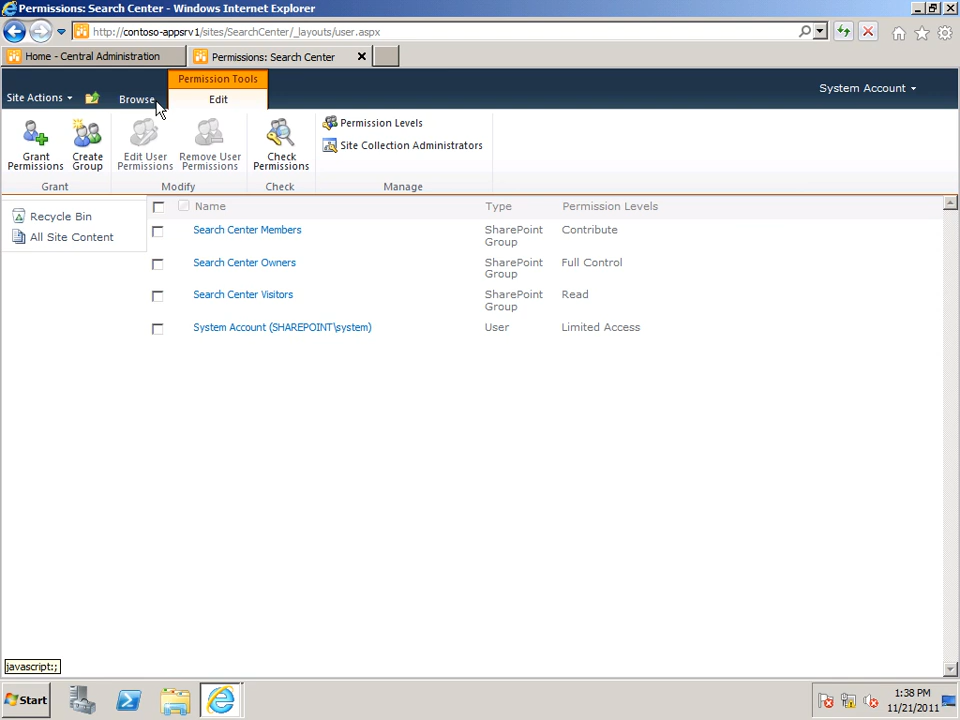 Permissions: Search Center - Windows Internet Explorer
http://contoso-appsrv1/sites/SearchCenter/_layouts/user.aspx
Home - Central Administration
Permissions: Search Center
Permission Tools
Site Actions
Browse
Edit
System Account
Grant Permissions
Create Group
Edit User Permissions
Remove User Permissions
Check Permissions
Permission Levels
Site Collection Administrators
Grant
Modify
Check
Manage
Recycle Bin
All Site Content
Name Type Permission Levels
Search Center Members SharePoint Group Contribute
Search Center Owners SharePoint Group Full Control
Search Center Visitors SharePoint Group Read
System Account (SHAREPOINT\system) User Limited Access
javascript:;
Start
1:38 PM
11/21/2011